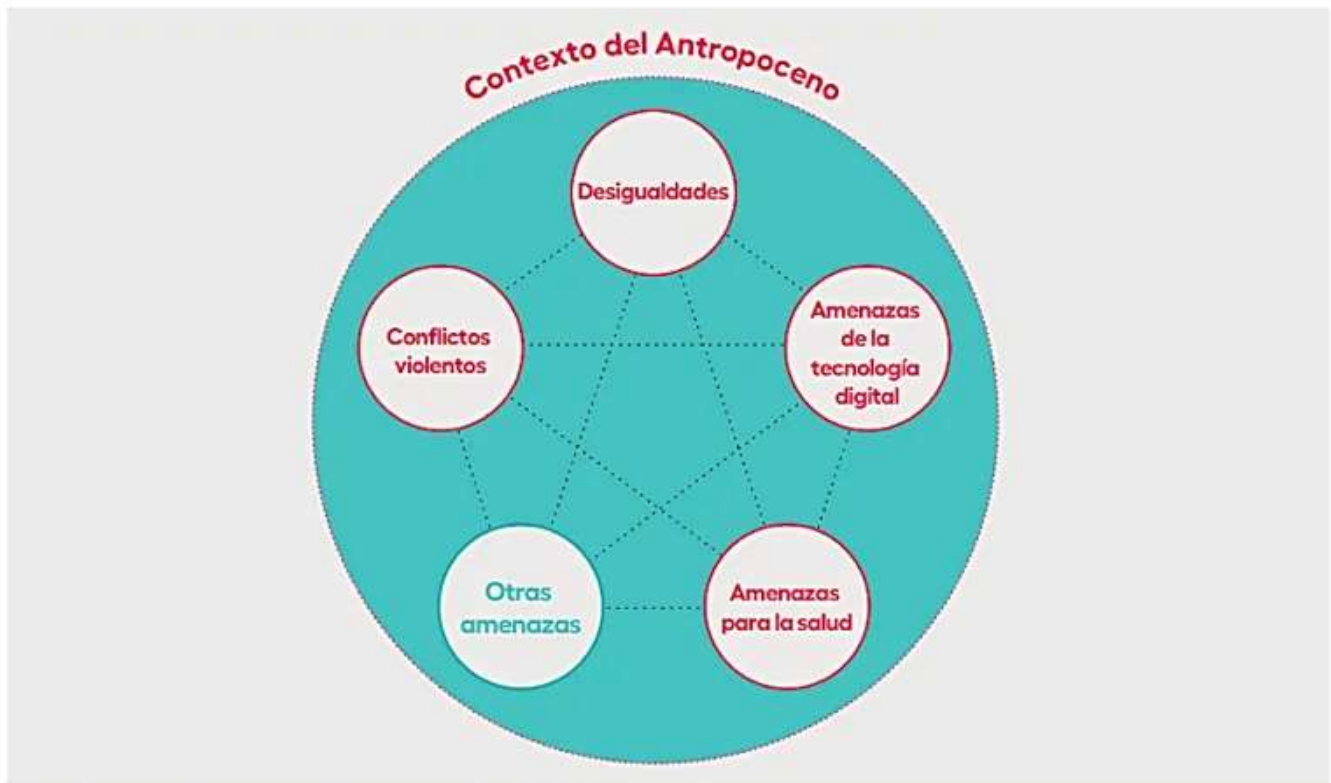 Contexto del Antropoceno
Desigualdades
Conflictos
violentos
Amenazas
de la
tecnología
digital
Otras
amenazas
Amenazas
para la salud